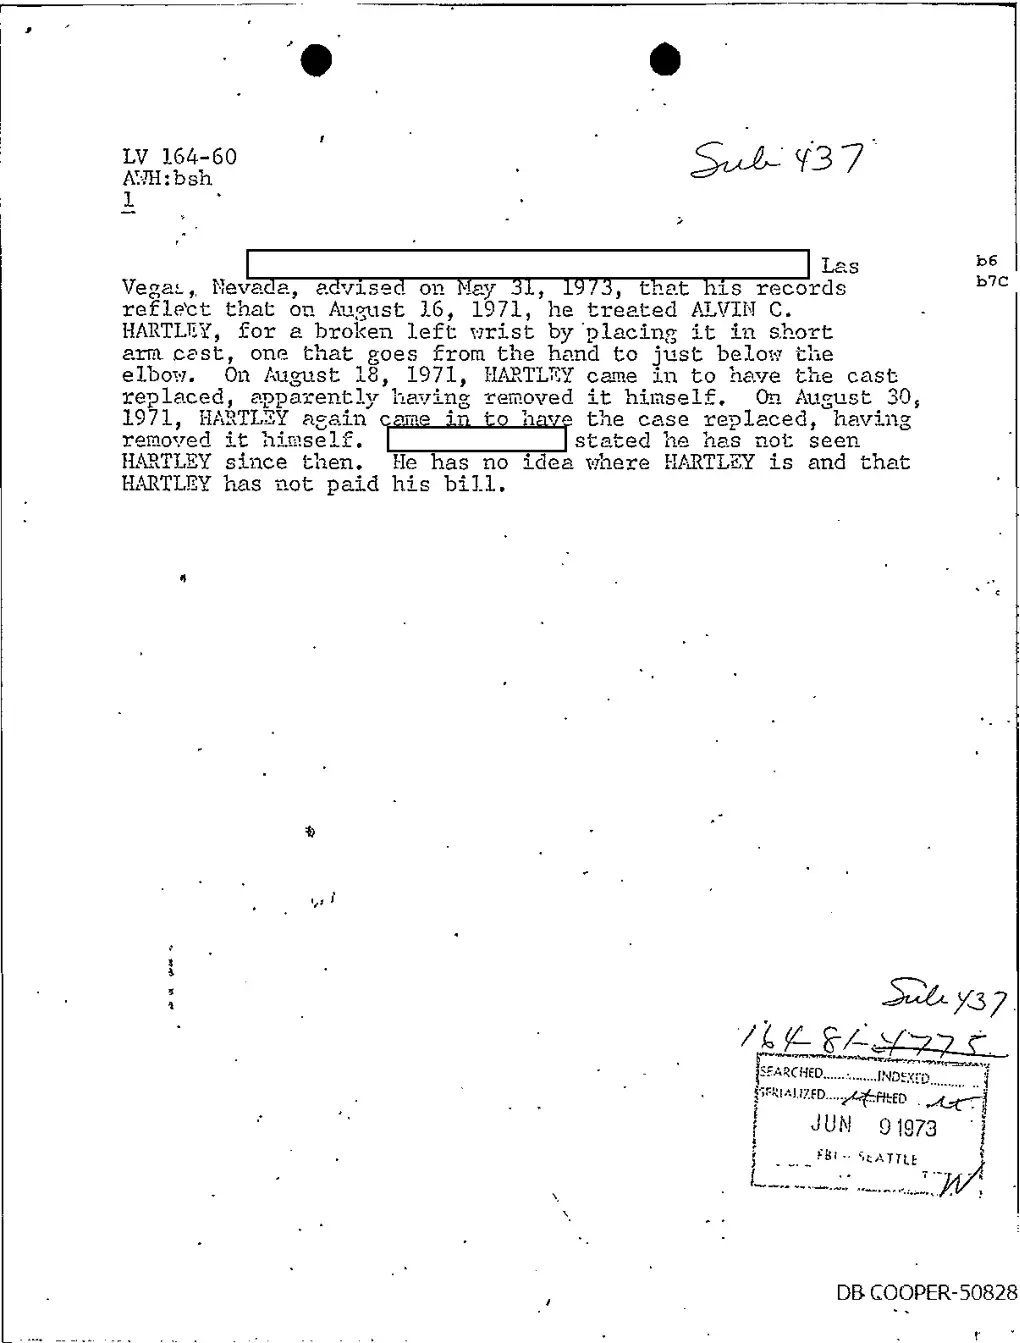 LV 164-60
AWH:bsh
1
Sub 437
Las
b6
b7C
Vegas, Nevada, advised on May 31, 1973, that his records
reflect that on August 16, 1971, he treated ALVIN C.
HARTLEY, for a broken left wrist by placing it in short
arm cast, one that goes from the hand to just below the
elbow. On August 18, 1971, HARTLEY came in to have the cast
replaced, apparently having removed it himself. On August 30,
1971, HARTLEY again came in to have the case replaced, having
removed it himself. stated he has not seen
HARTLEY since then. He has no idea where HARTLEY is and that
HARTLEY has not paid his bill.
Sub 437
164-81-4775
SEARCHED......INDEXED......
SERIALIZED......FILED
JUN 9 1973
FBI - SEATTLE
DB COOPER-50828